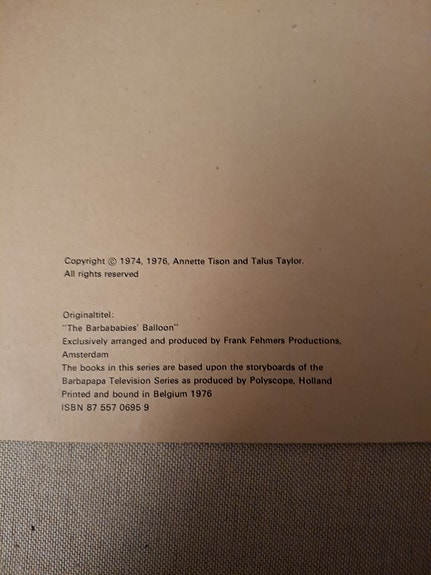 Copyright © 1974, 1976, Annette Tison and Talus Taylor.
All rights reserved
Originaltitel:
"The Barbababies' Balloon"
Exclusively arranged and produced by Frank Fehmers Productions,
Amsterdam
The books in this series are based upon the storyboards of the
Barbapapa Television Series as produced by Polyscope, Holland
Printed and bound in Belgium 1976
ISBN 87 557 0695 9